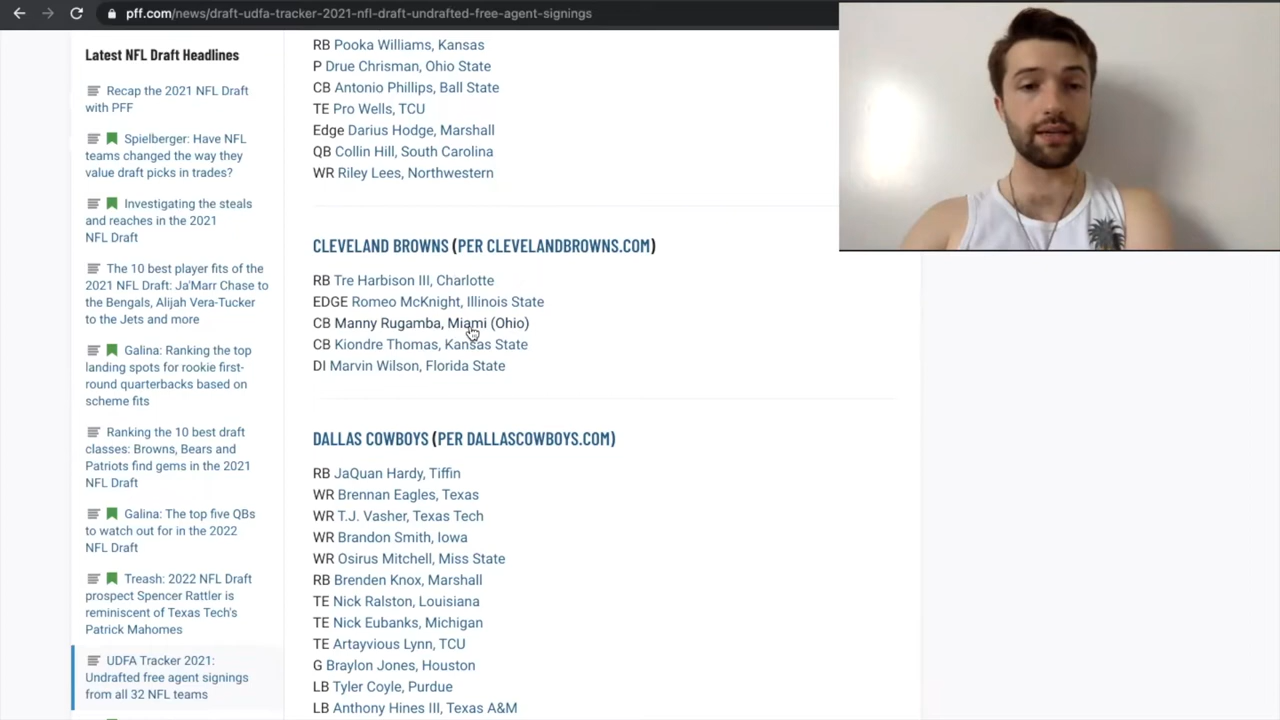 pff.com/news/draft-udfa-tracker-2021-nfl-draft-undrafted-free-agent-signings
Latest NFL Draft Headlines
Recap the 2021 NFL Draft
with PFF
Spielberger: Have NFL
teams changed the way they
value draft picks in trades?
Investigating the steals
and reaches in the 2021
NFL Draft
The 10 best player fits of the
2021 NFL Draft: Ja'Marr Chase to
the Bengals, Alijah Vera-Tucker
to the Jets and more
Galina: Ranking the top
landing spots for rookie first-
round quarterbacks based on
scheme fits
Ranking the 10 best draft
classes: Browns, Bears and
Patriots find gems in the 2021
NFL Draft
Galina: The top five QBs
to watch out for in the 2022
NFL Draft
Treash: 2022 NFL Draft
prospect Spencer Rattler is
reminiscent of Texas Tech's
Patrick Mahomes
UDFA Tracker 2021:
Undrafted free agent signings
from all 32 NFL teams
RB Pooka Williams, Kansas
P Drue Chrisman, Ohio State
CB Antonio Phillips, Ball State
TE Pro Wells, TCU
Edge Darius Hodge, Marshall
QB Collin Hill, South Carolina
WR Riley Lees, Northwestern
CLEVELAND BROWNS (PER CLEVELANDBROWNS.COM)
RB Tre Harbison III, Charlotte
EDGE Romeo McKnight, Illinois State
CB Manny Rugamba, Miami (Ohio)
CB Kiondre Thomas, Kansas State
DI Marvin Wilson, Florida State
DALLAS COWBOYS (PER DALLASCOWBOYS.COM)
RB JaQuan Hardy, Tiffin
WR Brennan Eagles, Texas
WR T.J. Vasher, Texas Tech
WR Brandon Smith, Iowa
WR Osirus Mitchell, Miss State
RB Brenden Knox, Marshall
TE Nick Ralston, Louisiana
TE Nick Eubanks, Michigan
TE Artayvious Lynn, TCU
G Braylon Jones, Houston
LB Tyler Coyle, Purdue
LB Anthony Hines III, Texas A&M